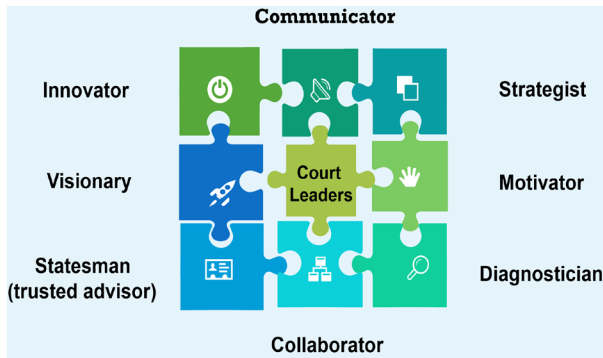 Communicator
Innovator
Strategist
Court
Leaders
Visionary
Motivator
Statesman
(trusted advisor)
Diagnostician
Collaborator